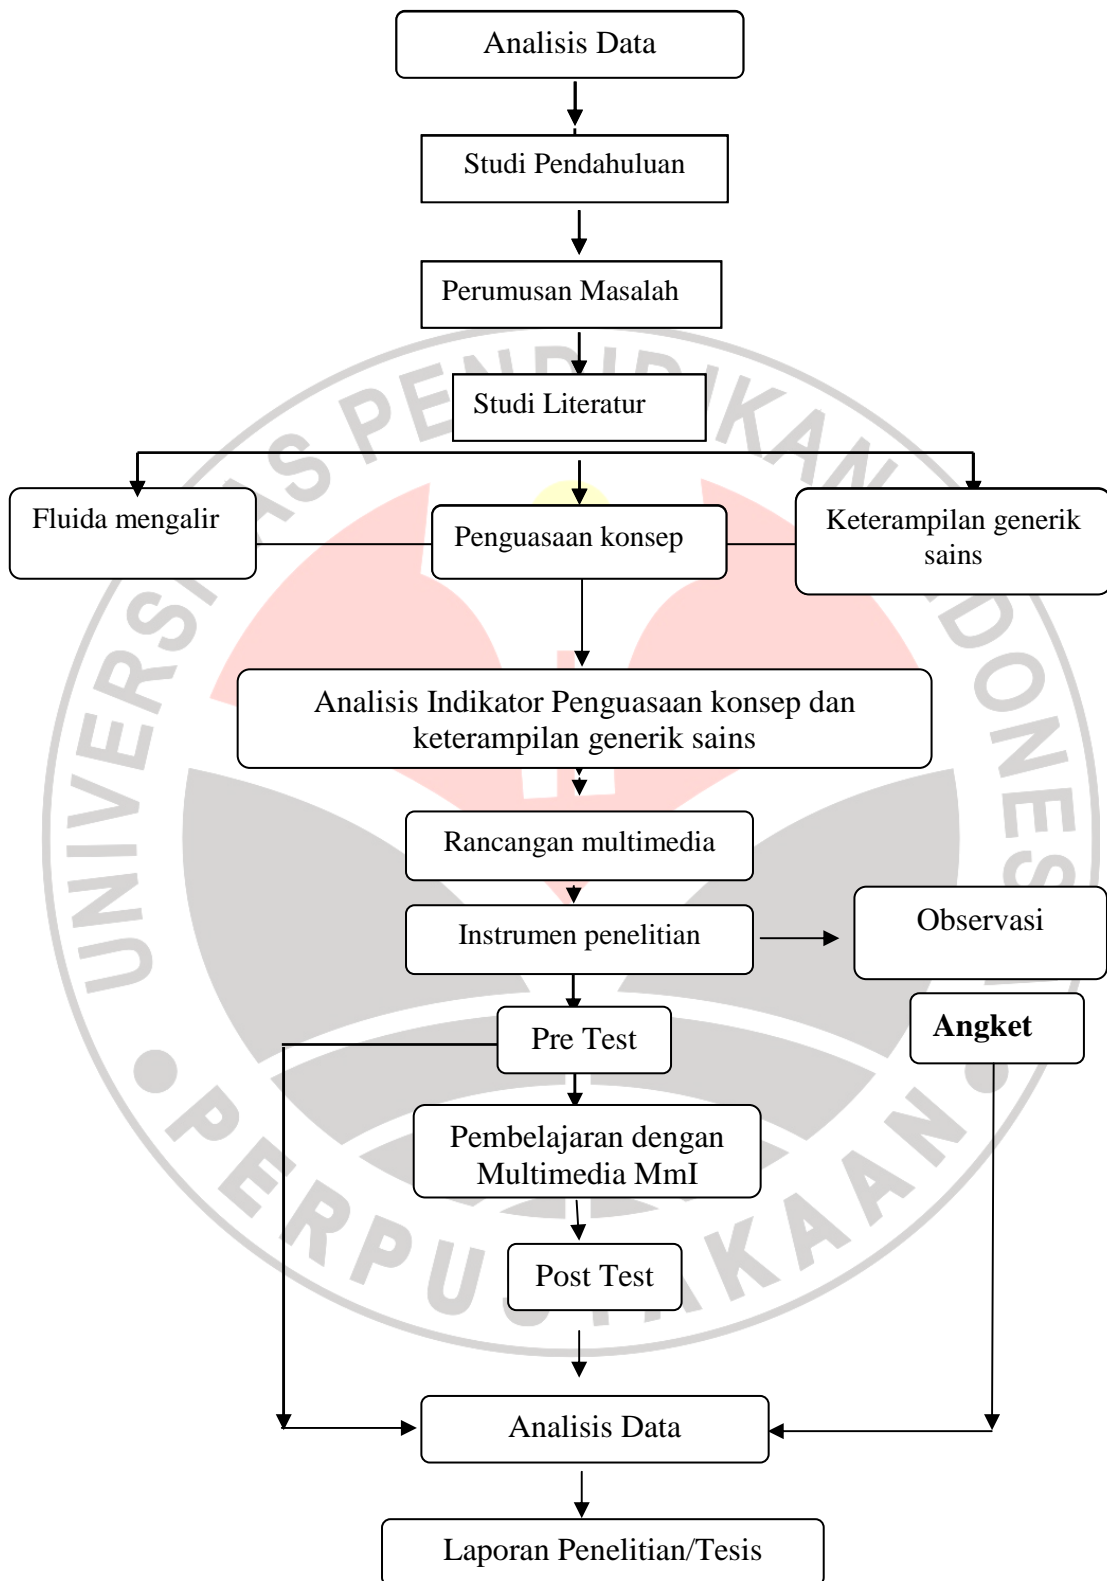 Analisis Data
Studi Pendahuluan
Perumusan Masalah
Studi Literatur
Fluida mengalir
Penguasaan konsep
Keterampilan generik
sains
Analisis Indikator Penguasaan konsep dan
keterampilan generik sains
Rancangan multimedia
Instrumen penelitian
Observasi
Angket
Pre Test
Pembelajaran dengan
Multimedia MmI
Post Test
Analisis Data
Laporan Penelitian/Tesis
UNIVERSITAS PENDIDIKAN INDONESIA
PERPUSTAKAAN